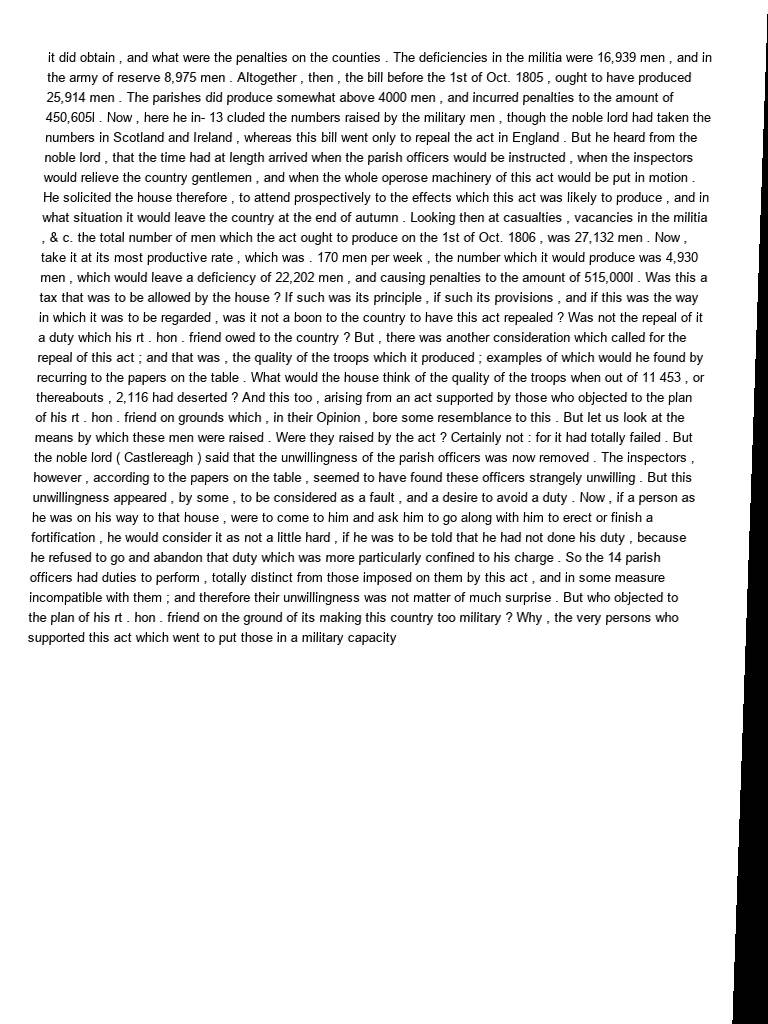 it did obtain , and what were the penalties on the counties . The deficiencies in the militia were 16,939 men , and in
the army of reserve 8,975 men . Altogether , then , the bill before the 1st of Oct. 1805 , ought to have produced
25,914 men . The parishes did produce somewhat above 4000 men , and incurred penalties to the amount of
450,605l . Now , here he in- 13 cluded the numbers raised by the military men , though the noble lord had taken the
numbers in Scotland and Ireland , whereas this bill went only to repeal the act in England . But he heard from the
noble lord , that the time had at length arrived when the parish officers would be instructed , when the inspectors
would relieve the country gentlemen , and when the whole operose machinery of this act would be put in motion .
He solicited the house therefore , to attend prospectively to the effects which this act was likely to produce , and in
what situation it would leave the country at the end of autumn . Looking then at casualties , vacancies in the militia
, & c. the total number of men which the act ought to produce on the 1st of Oct. 1806 , was 27,132 men . Now ,
take it at its most productive rate , which was . 170 men per week , the number which it would produce was 4,930
men , which would leave a deficiency of 22,202 men , and causing penalties to the amount of 515,000l . Was this a
tax that was to be allowed by the house ? If such was its principle , if such its provisions , and if this was the way
in which it was to be regarded , was it not a boon to the country to have this act repealed ? Was not the repeal of it
a duty which his rt . hon . friend owed to the country ? But , there was another consideration which called for the
repeal of this act ; and that was , the quality of the troops which it produced ; examples of which would he found by
recurring to the papers on the table . What would the house think of the quality of the troops when out of 11 453 , or
thereabouts , 2,116 had deserted ? And this too , arising from an act supported by those who objected to the plan
of his rt . hon . friend on grounds which , in their Opinion , bore some resemblance to this . But let us look at the
means by which these men were raised . Were they raised by the act ? Certainly not : for it had totally failed . But
the noble lord ( Castlereagh ) said that the unwillingness of the parish officers was now removed . The inspectors ,
however , according to the papers on the table , seemed to have found these officers strangely unwilling . But this
unwillingness appeared , by some , to be considered as a fault , and a desire to avoid a duty . Now , if a person as
he was on his way to that house , were to come to him and ask him to go along with him to erect or finish a
fortification , he would consider it as not a little hard , if he was to be told that he had not done his duty , because
he refused to go and abandon that duty which was more particularly confined to his charge . So the 14 parish
officers had duties to perform , totally distinct from those imposed on them by this act , and in some measure
incompatible with them ; and therefore their unwillingness was not matter of much surprise . But who objected to
the plan of his rt . hon . friend on the ground of its making this country too military ? Why , the very persons who
supported this act which went to put those in a military capacity